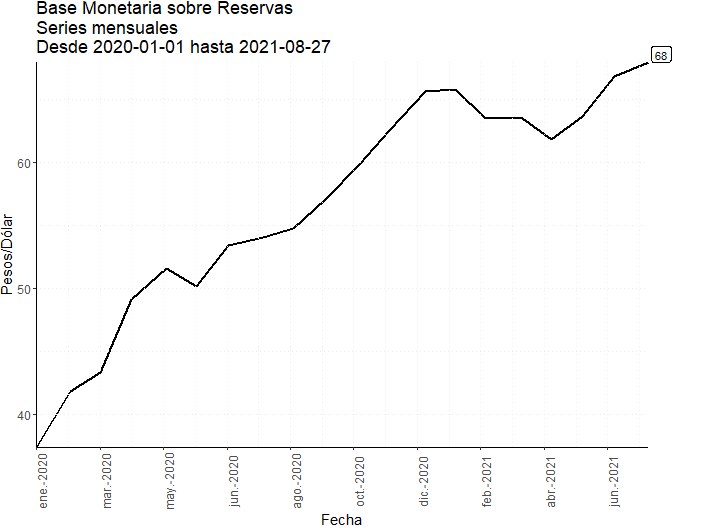 Base Monetaria sobre Reservas
Series mensuales
Desde 2020-01-01 hasta 2021-08-27
68
60
50
40
Pesos/Dólar
ene.-2020
mar.-2020
may.-2020
jun.-2020
ago.-2020
oct.-2020
dic.-2020
feb.-2021
abr.-2021
jun.-2021
Fecha